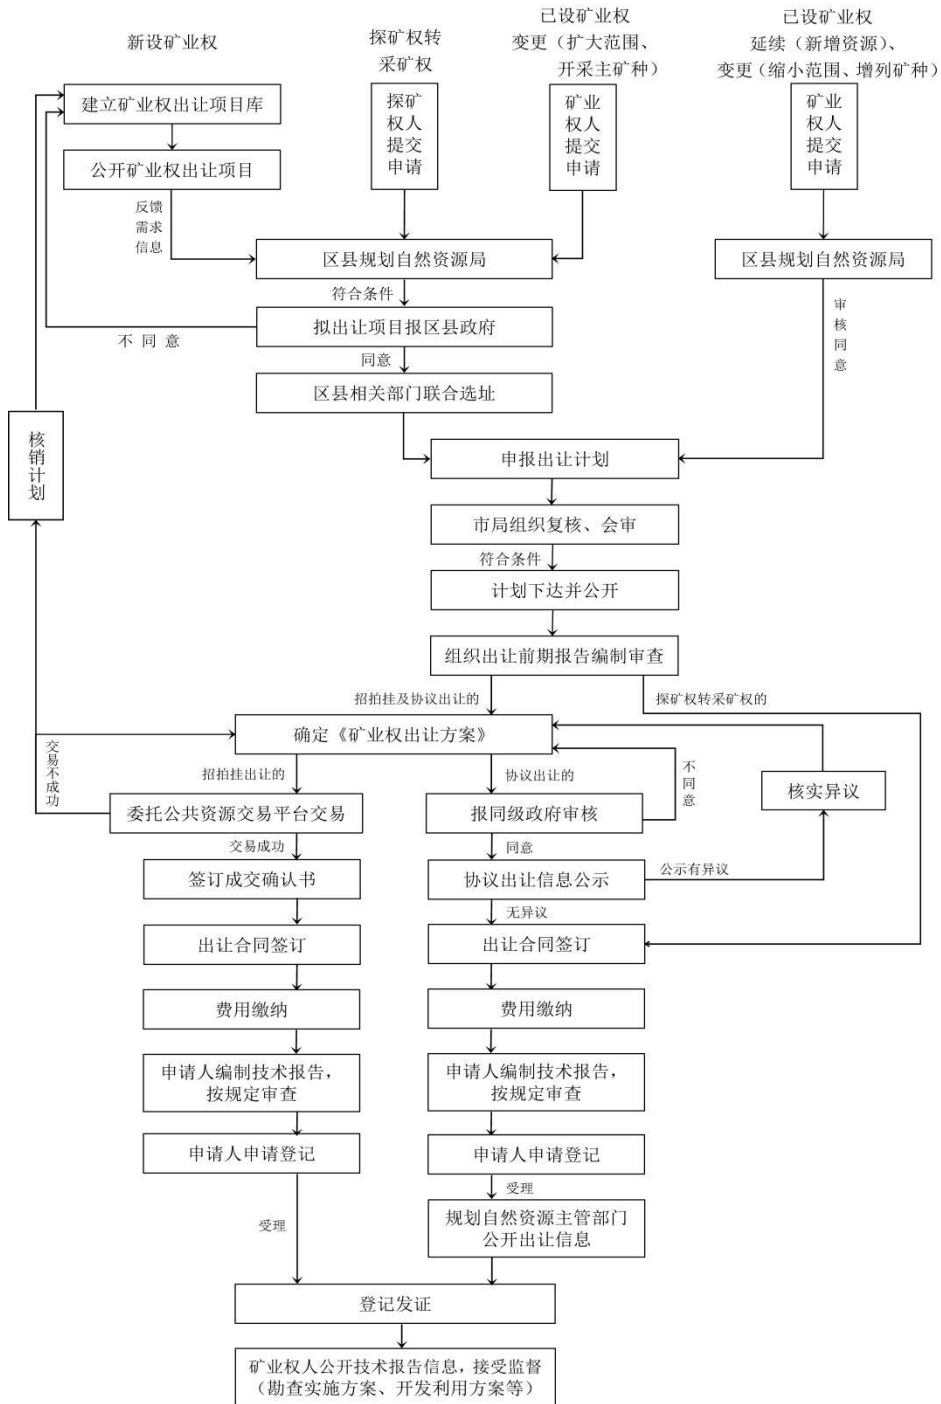 新设矿业权
探矿权转
采矿权
已设矿业权
变更（扩大范围、
开采主矿种）
已设矿业权
延续（新增资源）、
变更（缩小范围、增列矿种）
建立矿业权出让项目库
公开矿业权出让项目
探矿
权人
提交
申请
矿业
权人
提交
申请
矿业
权人
提交
申请
反馈
需求
信息
区县规划自然资源局
区县规划自然资源局
符合条件
拟出让项目报区县政府
不 同 意
审
核
同
意
同意
区县相关部门联合选址
核
销
计
划
申报出让计划
市局组织复核、会审
符合条件
计划下达并公开
组织出让前期报告编制审查
招拍挂及协议出让的
探矿权转采矿权的
确定《矿业权出让方案》
交
易
不
成
功
招拍挂出让的
协议出让的
不
同
意
核实异议
委托公共资源交易平台交易
报同级政府审核
交易成功
同意
签订成交确认书
协议出让信息公示
公示有异议
无异议
出让合同签订
出让合同签订
费用缴纳
费用缴纳
申请人编制技术报告，
按规定审查
申请人编制技术报告，
按规定审查
申请人申请登记
申请人申请登记
受理
受理
规划自然资源主管部门
公开出让信息
登记发证
矿业权人公开技术报告信息，接受监督
（勘查实施方案、开发利用方案等）